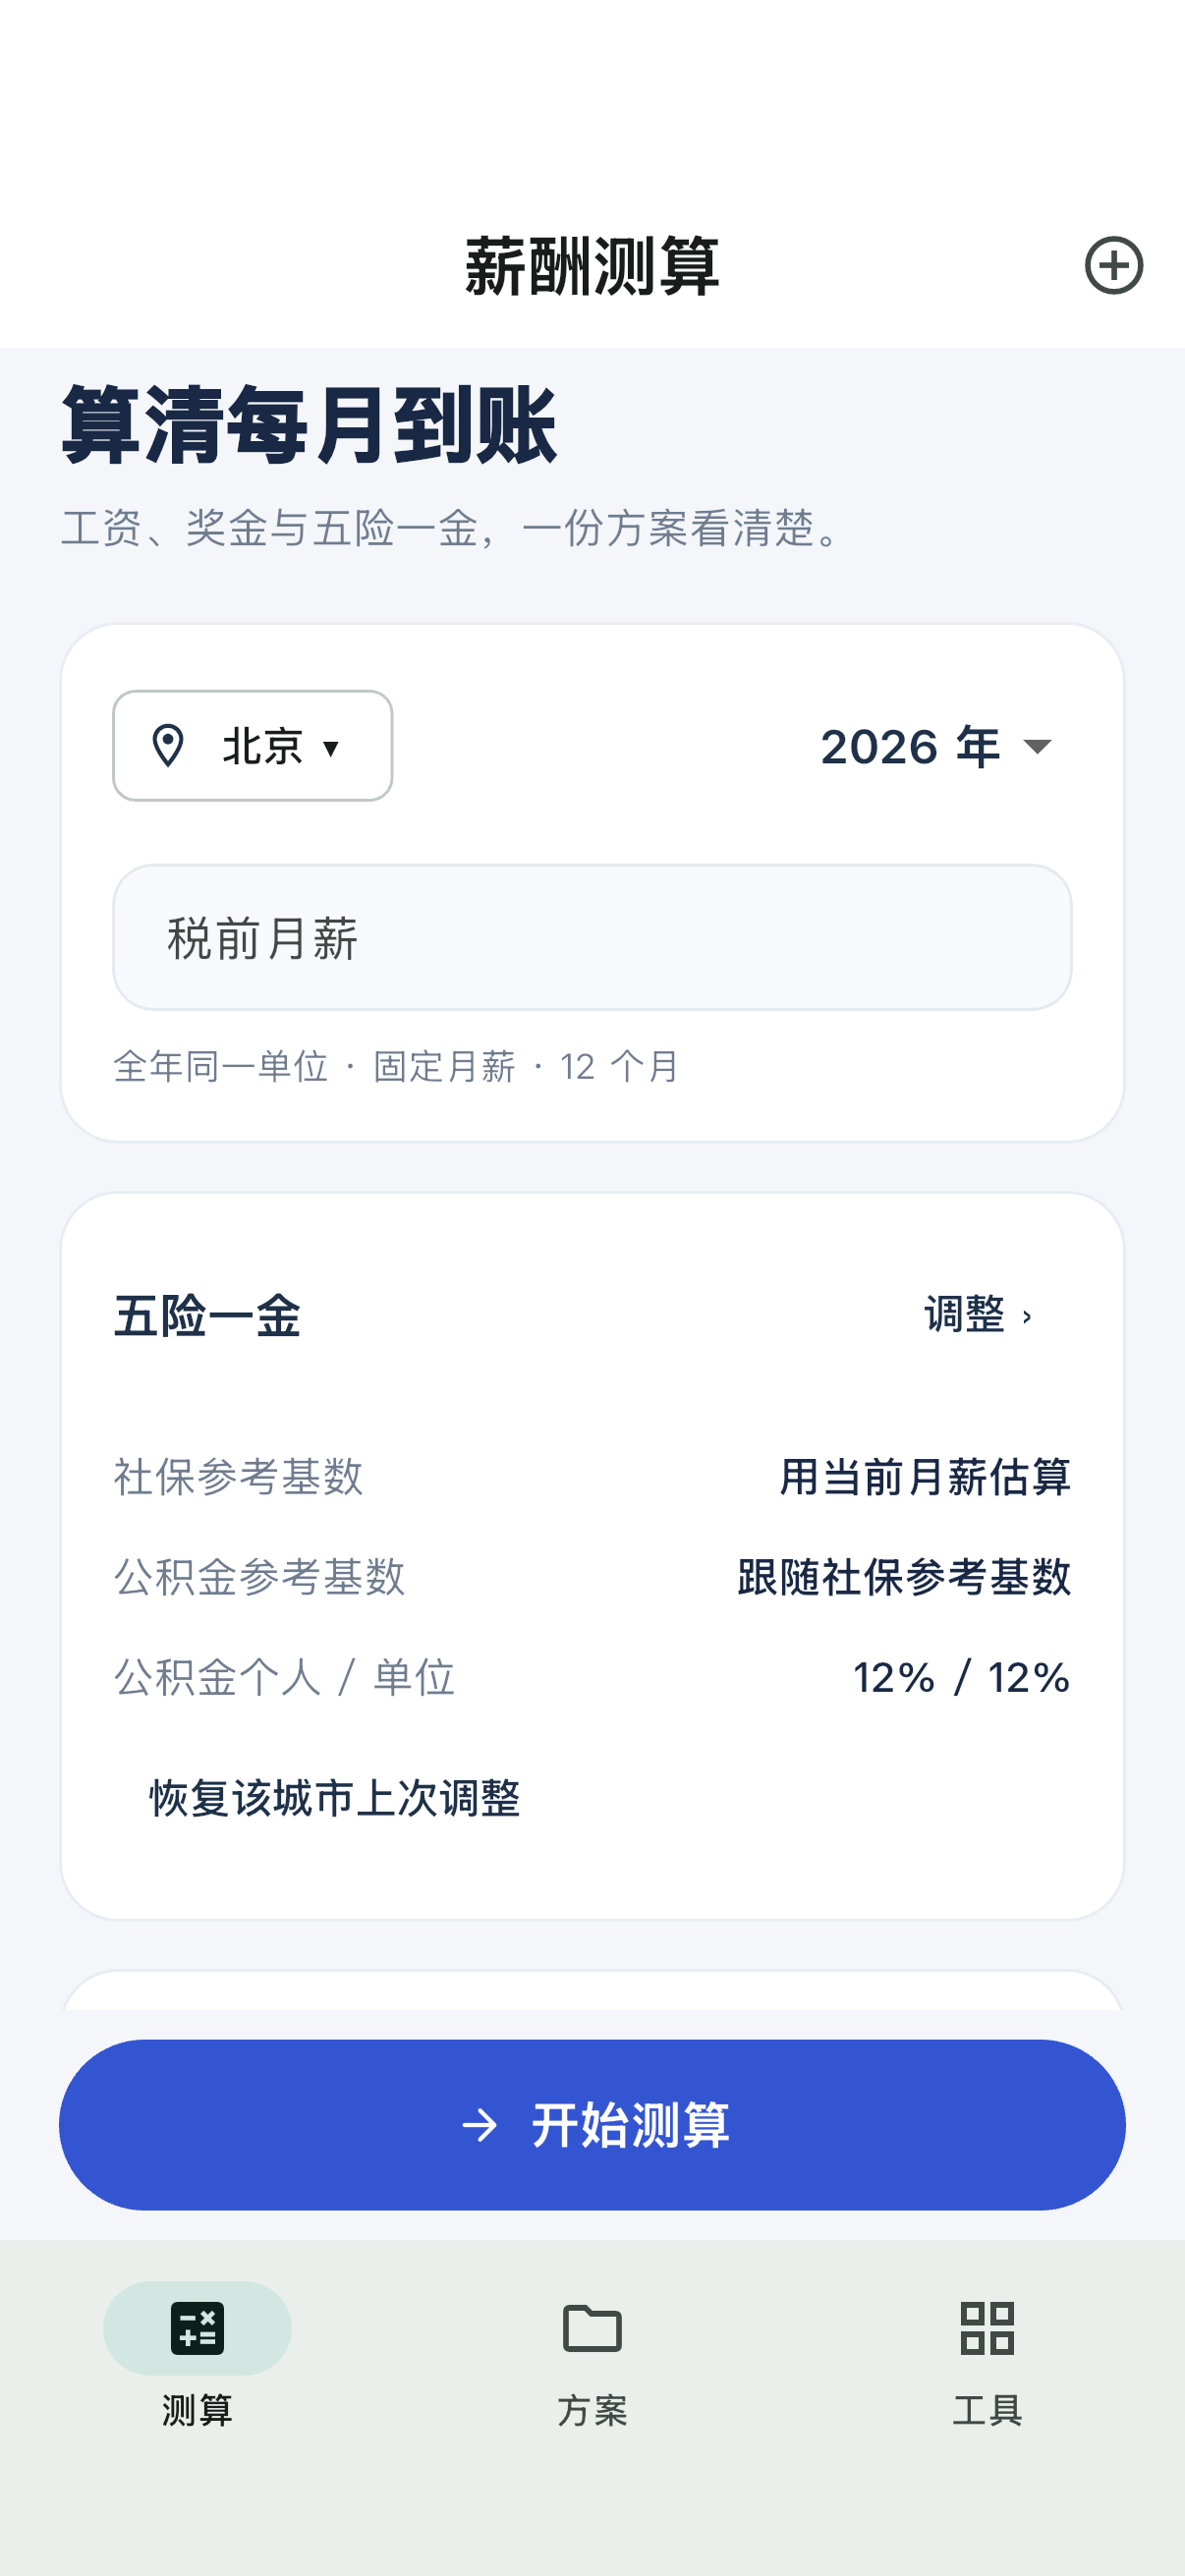 薪酬测算
算清每月到账
工资、奖金与五险一金，一份方案看清楚。
北京 ▼
2026 年
税前月薪
全年同一单位 · 固定月薪 · 12 个月
五险一金
调整 ›
社保参考基数
用当前月薪估算
公积金参考基数
跟随社保参考基数
公积金个人 / 单位
12% / 12%
恢复该城市上次调整
→ 开始测算
测算
方案
工具